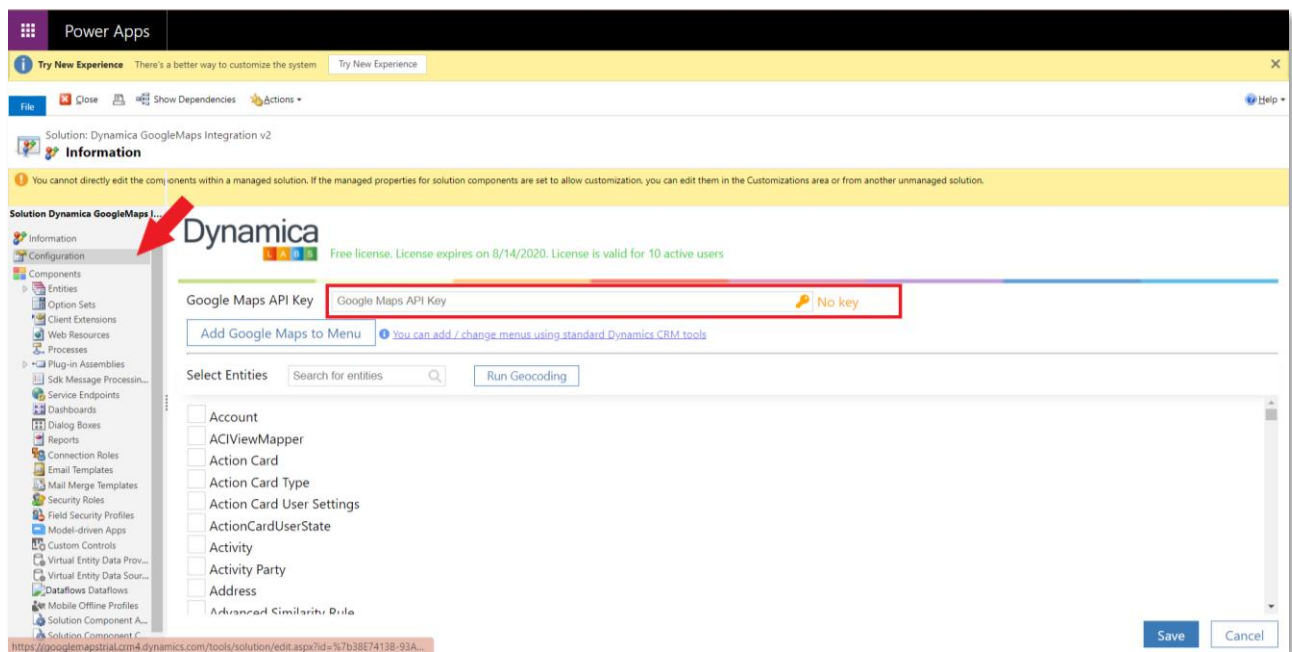 Power Apps
Try New Experience There's a better way to customize the system Try New Experience
File Close Show Dependencies Actions Help
Solution: Dynamica GoogleMaps Integration v2
Information
You cannot directly edit the components within a managed solution. If the managed properties for solution components are set to allow customization, you can edit them in the Customizations area or from another unmanaged solution.
Solution Dynamica GoogleMaps I...
Information
Configuration
Components
Entities
Option Sets
Client Extensions
Web Resources
Processes
Plug-in Assemblies
Sdk Message Processin...
Service Endpoints
Dashboards
Dialog Boxes
Reports
Connection Roles
Email Templates
Mail Merge Templates
Security Roles
Field Security Profiles
Model-driven Apps
Custom Controls
Virtual Entity Data Prov...
Virtual Entity Data Sour...
Dataflows Dataflows
Mobile Offline Profiles
Solution Component A...
Solution Component C...
https://googlemapstrial.crm4.dynamics.com/tools/solution/edit.aspx?id=%7b38E74138-93A...
Dynamica
LABS
Free license. License expires on 8/14/2020. License is valid for 10 active users
Google Maps API Key Google Maps API Key No key
Add Google Maps to Menu You can add / change menus using standard Dynamics CRM tools
Select Entities Search for entities Run Geocoding
Account
ACIViewMapper
Action Card
Action Card Type
Action Card User Settings
ActionCardUserState
Activity
Activity Party
Address
Advanced Similarity Rule
Save Cancel